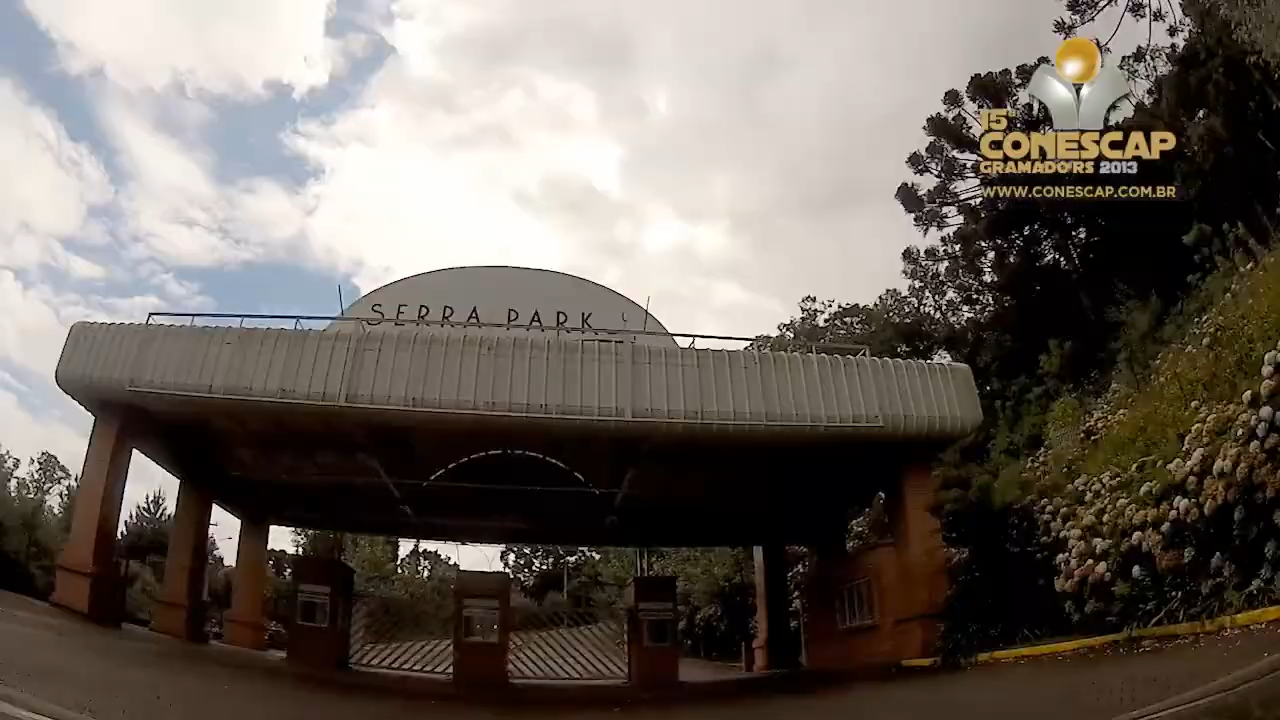 15º
CONESCAP
GRAMADO/RS 2013
WWW.CONESCAP.COM.BR
SERRA PARK